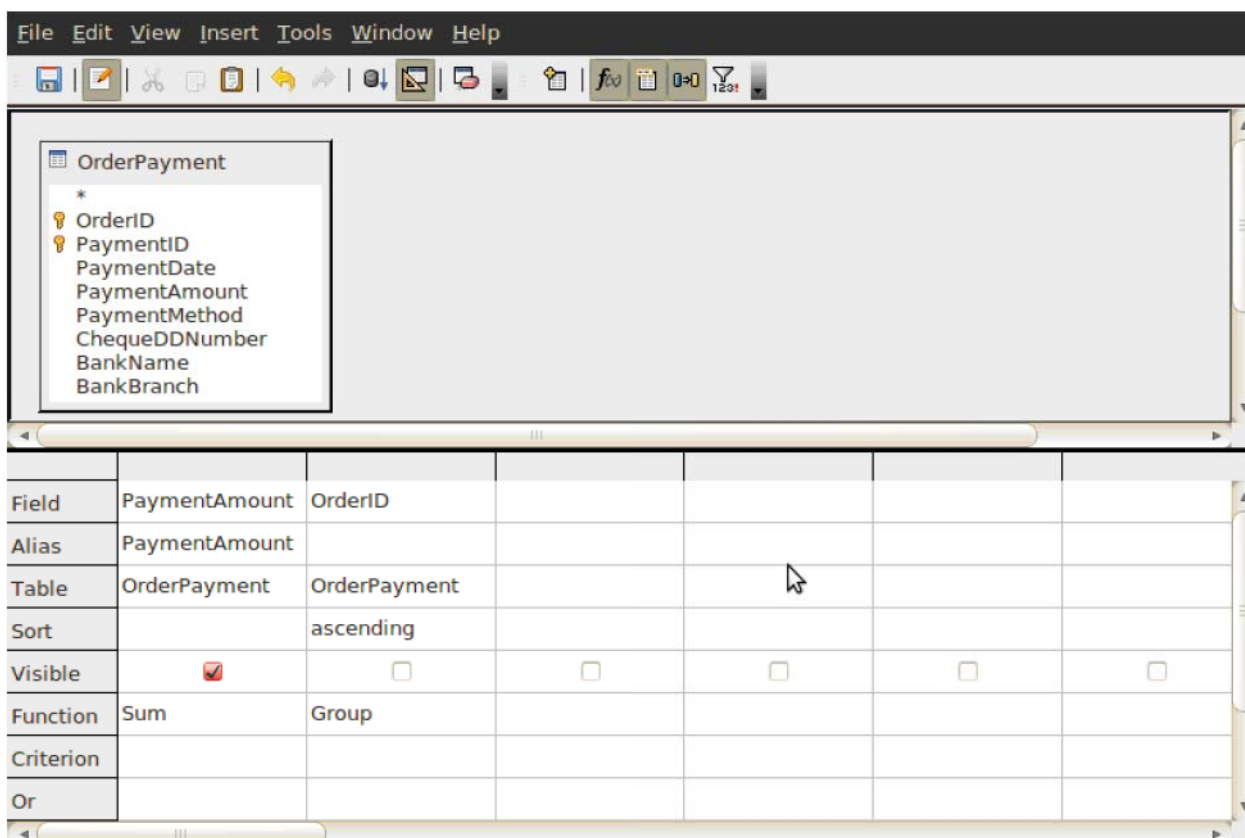 File Edit View Insert Tools Window Help
f(x) 123!
OrderPayment
*
OrderID
PaymentID
PaymentDate
PaymentAmount
PaymentMethod
ChequeDDNumber
BankName
BankBranch
Field PaymentAmount OrderID
Alias PaymentAmount
Table OrderPayment OrderPayment
Sort ascending
Visible
Function Sum Group
Criterion
Or